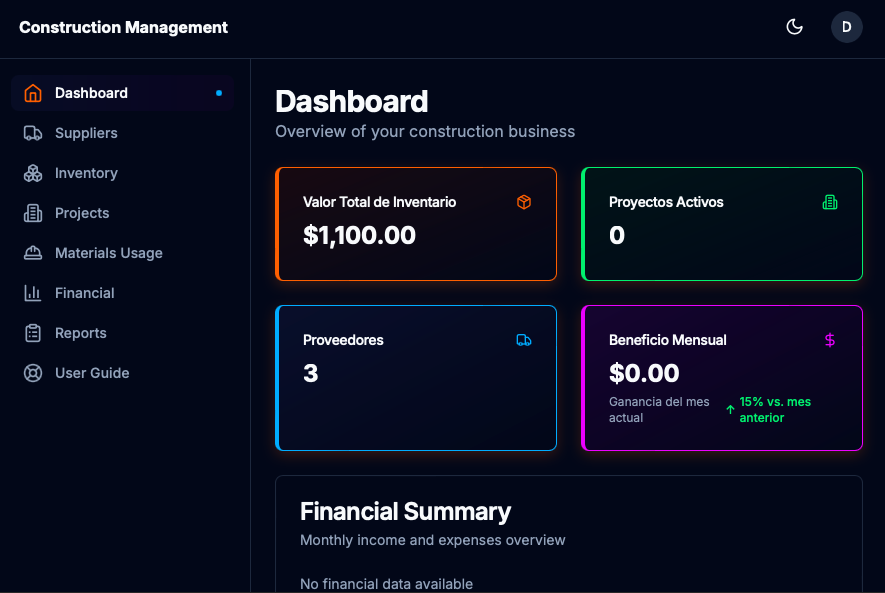 Construction Management
D
Dashboard
Suppliers
Inventory
Projects
Materials Usage
Financial
Reports
User Guide
Dashboard
Overview of your construction business
Valor Total de Inventario
$1,100.00
Proyectos Activos
0
Proveedores
3
Beneficio Mensual
$0.00
Ganancia del mes
actual
↑ 15% vs. mes
anterior
Financial Summary
Monthly income and expenses overview
No financial data available